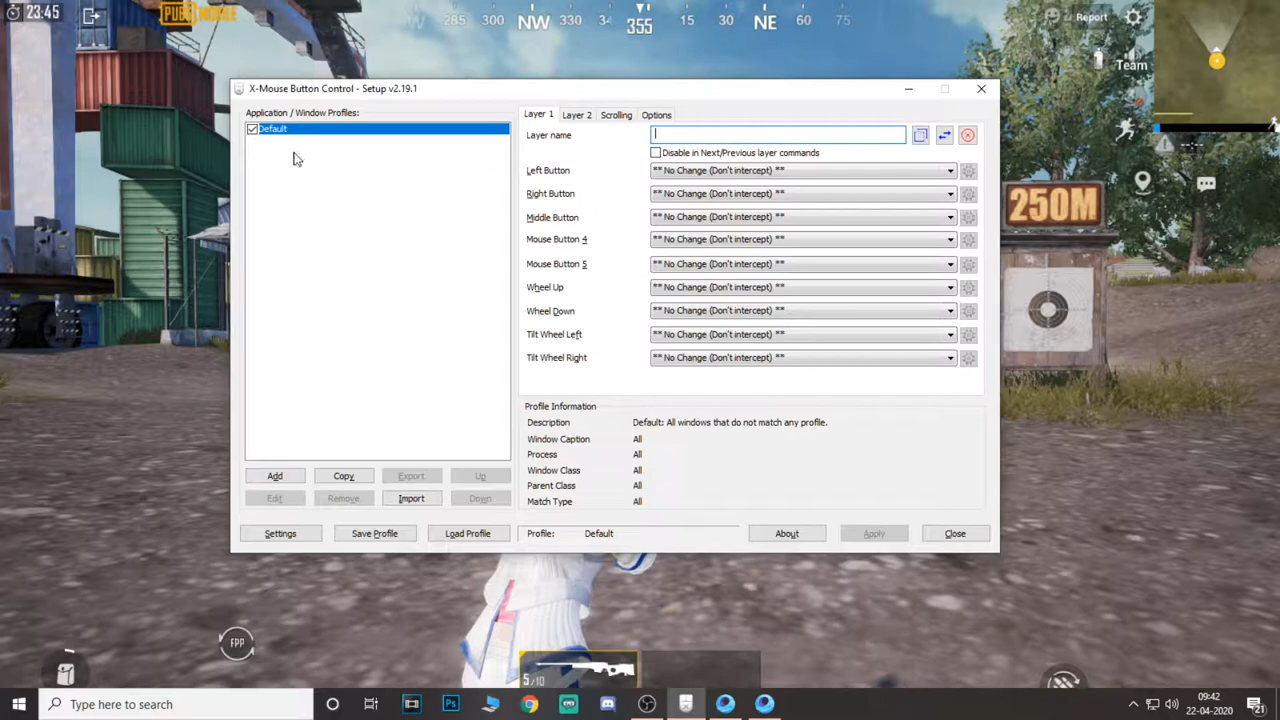 23:45
PUBG MOBILE
W 285 300 NW 330 34 355 15 30 NE 60 75
Report
Team
250M
X-Mouse Button Control - Setup v2.19.1
Application / Window Profiles:
Default
Layer 1 Layer 2 Scrolling Options
Layer name
Disable in Next/Previous layer commands
Left Button ** No Change (Don't intercept) **
Right Button ** No Change (Don't intercept) **
Middle Button ** No Change (Don't intercept) **
Mouse Button 4 ** No Change (Don't intercept) **
Mouse Button 5 ** No Change (Don't intercept) **
Wheel Up ** No Change (Don't intercept) **
Wheel Down ** No Change (Don't intercept) **
Tilt Wheel Left ** No Change (Don't intercept) **
Tilt Wheel Right ** No Change (Don't intercept) **
Profile Information
Description Default: All windows that do not match any profile.
Window Caption All
Process All
Window Class All
Parent Class All
Match Type All
Add Copy Export Up
Edit Remove Import Down
Settings Save Profile Load Profile Profile: Default About Apply Close
FPP
5/10
Type here to search
Ps
09:42
22-04-2020
21